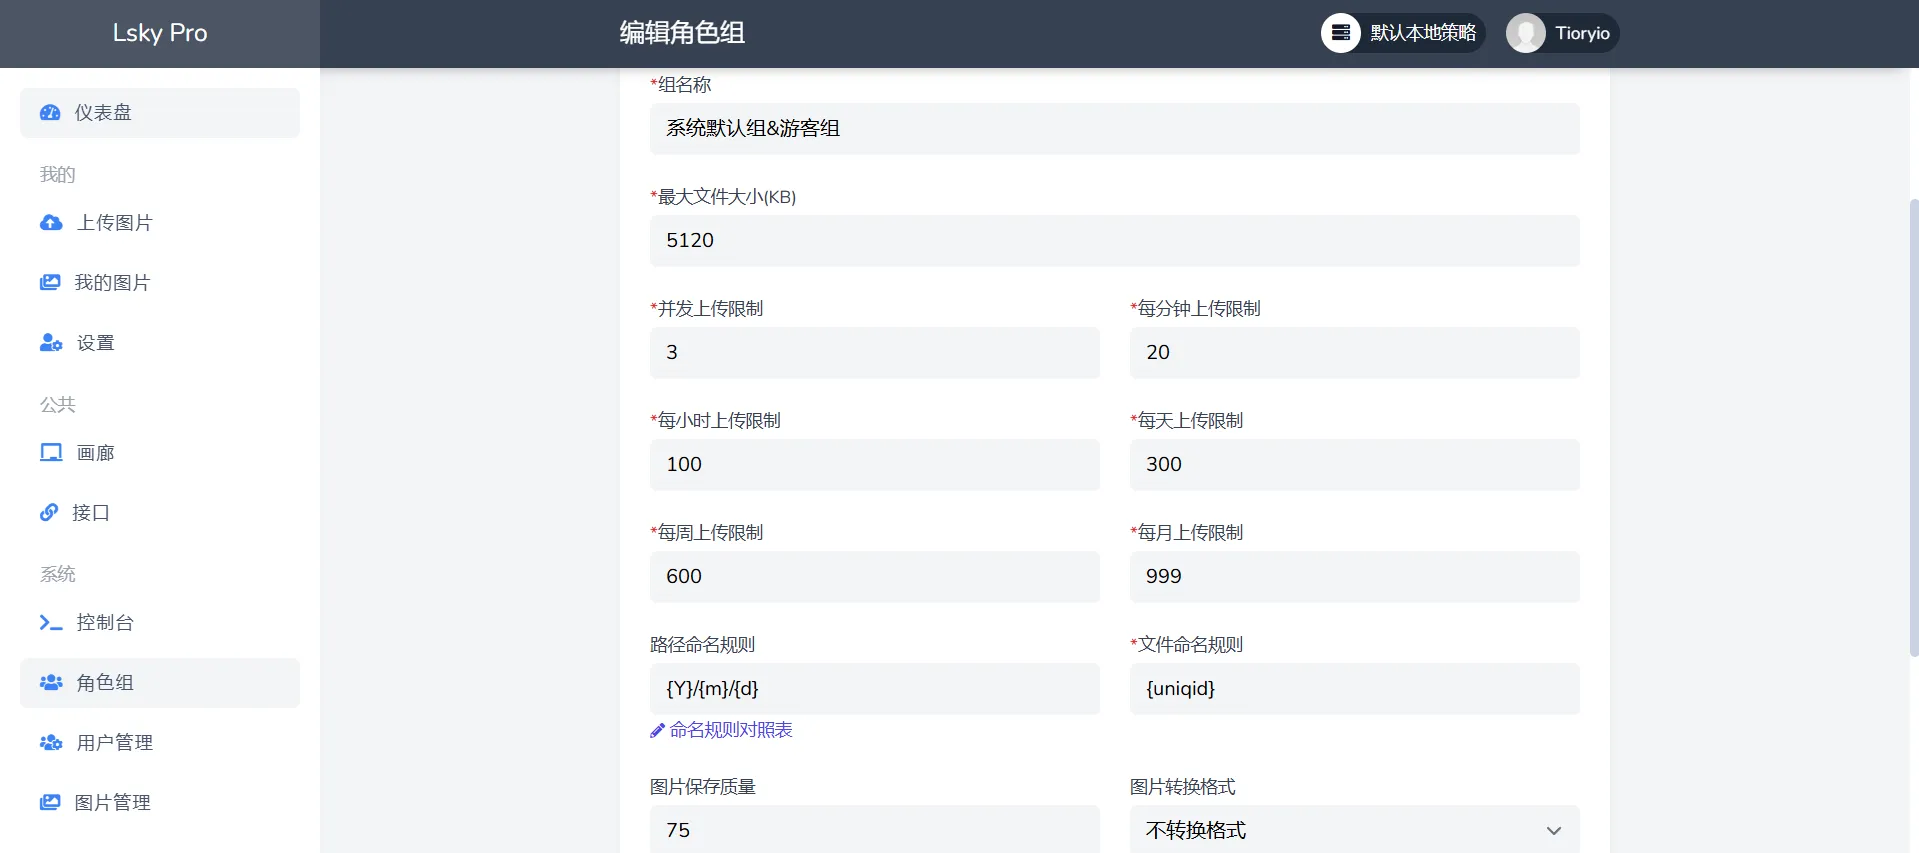 Lsky Pro
编辑角色组
默认本地策略
Tioryio
仪表盘
我的
上传图片
我的图片
设置
公共
画廊
接口
系统
控制台
角色组
用户管理
图片管理
*组名称
系统默认组&游客组
*最大文件大小(KB)
5120
*并发上传限制
*每分钟上传限制
3
20
*每小时上传限制
*每天上传限制
100
300
*每周上传限制
*每月上传限制
600
999
路径命名规则
*文件命名规则
{Y}/{m}/{d}
{uniqid}
命名规则对照表
图片保存质量
图片转换格式
75
不转换格式